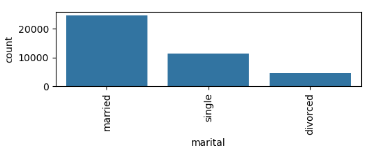 20000
10000
0
count
married
single
divorced
marital